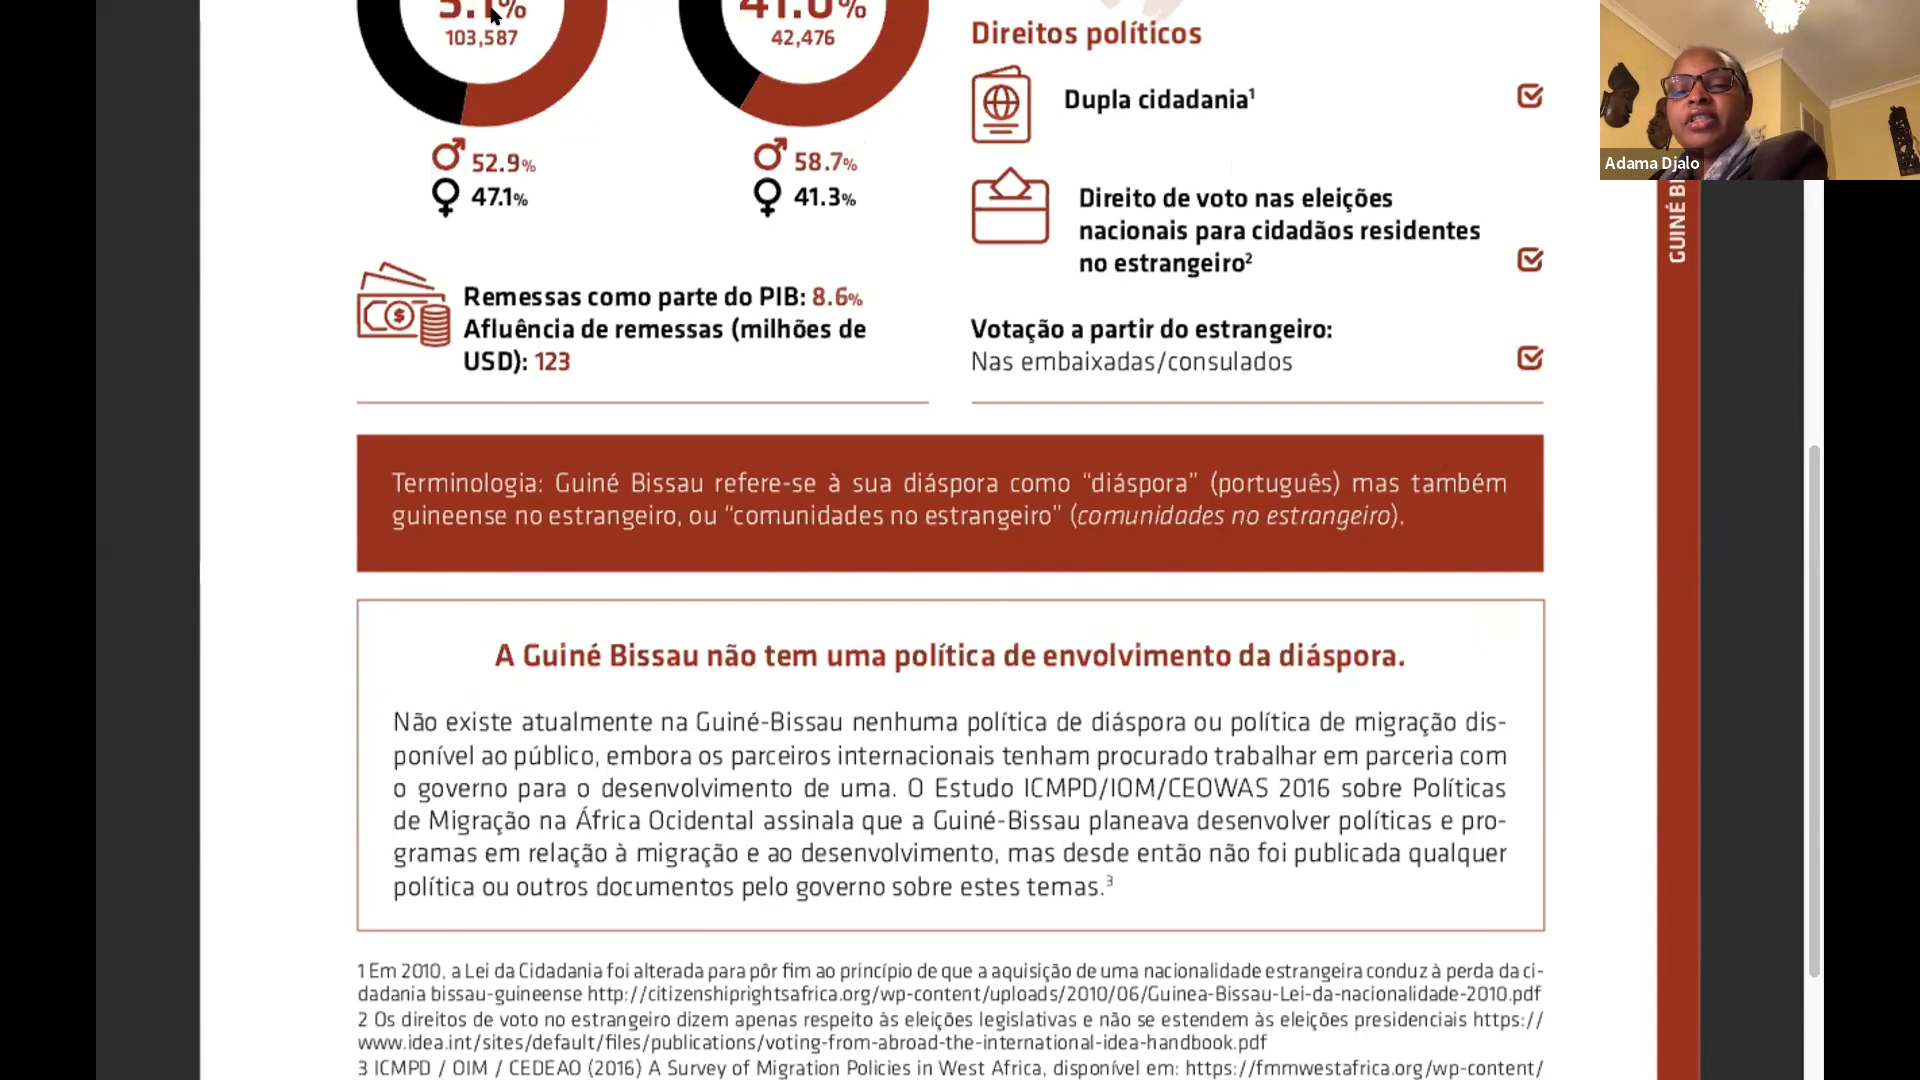 5.1%
103,587
♂ 52.9%
♀ 47.1%
41.0%
42,476
♂ 58.7%
♀ 41.3%
Remessas como parte do PIB: 8.6%
Afluência de remessas (milhões de
USD): 123
Direitos políticos
Dupla cidadania¹
Direito de voto nas eleições
nacionais para cidadãos residentes
no estrangeiro²
Votação a partir do estrangeiro:
Nas embaixadas/consulados
Adama Djalo
Terminologia: Guiné Bissau refere-se à sua diáspora como “diáspora” (português) mas também
guineense no estrangeiro, ou “comunidades no estrangeiro” (comunidades no estrangeiro).
A Guiné Bissau não tem uma política de envolvimento da diáspora.
Não existe atualmente na Guiné-Bissau nenhuma política de diáspora ou política de migração dis-
ponível ao público, embora os parceiros internacionais tenham procurado trabalhar em parceria com
o governo para o desenvolvimento de uma. O Estudo ICMPD/IOM/CEOWAS 2016 sobre Políticas
de Migração na África Ocidental assinala que a Guiné-Bissau planeava desenvolver políticas e pro-
gramas em relação à migração e ao desenvolvimento, mas desde então não foi publicada qualquer
política ou outros documentos pelo governo sobre estes temas.³
1 Em 2010, a Lei da Cidadania foi alterada para pôr fim ao princípio de que a aquisição de uma nacionalidade estrangeira conduz à perda da ci-
dadania bissau-guineense http://citizenshiprightsafrica.org/wp-content/uploads/2010/06/Guinea-Bissau-Lei-da-nacionalidade-2010.pdf
2 Os direitos de voto no estrangeiro dizem apenas respeito às eleições legislativas e não se estendem às eleições presidenciais https://
www.idea.int/sites/default/files/publications/voting-from-abroad-the-international-idea-handbook.pdf
3 ICMPD / OIM / CEDEAO (2016) A Survey of Migration Policies in West Africa, disponível em: https://fmmwestafrica.org/wp-content/
GUINÉ